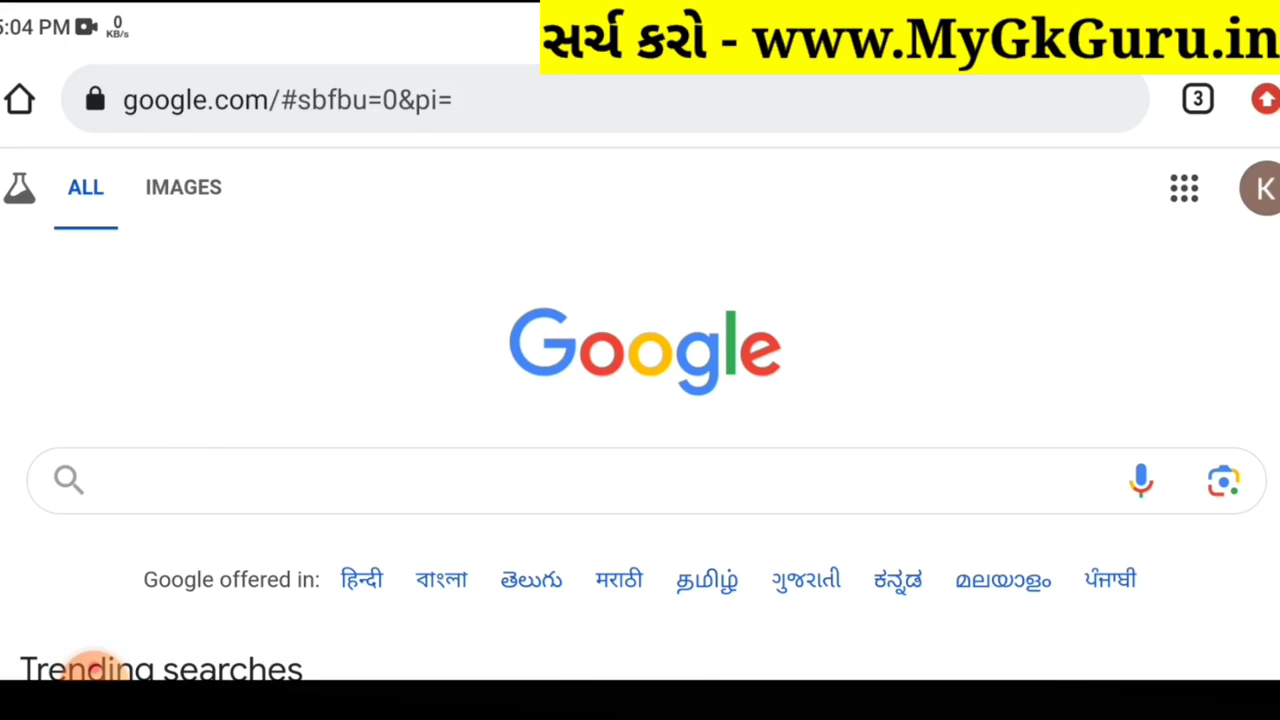 5:04 PM 0 KB/s
સર્ચ કરો - www.MyGkGuru.in
google.com/#sbfbu=0&pi=
3
ALL IMAGES
K
Google
Google offered in: हिन्दी বাংলা తెలుగు मराठी தமிழ் ગુજરાતી ಕನ್ನಡ മലയാളം ਪੰਜਾਬੀ
Trending searches